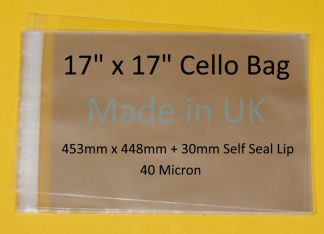 17" x 17" Cello Bag
Made in UK
453mm x 448mm + 30mm Self Seal Lip
40 Micron